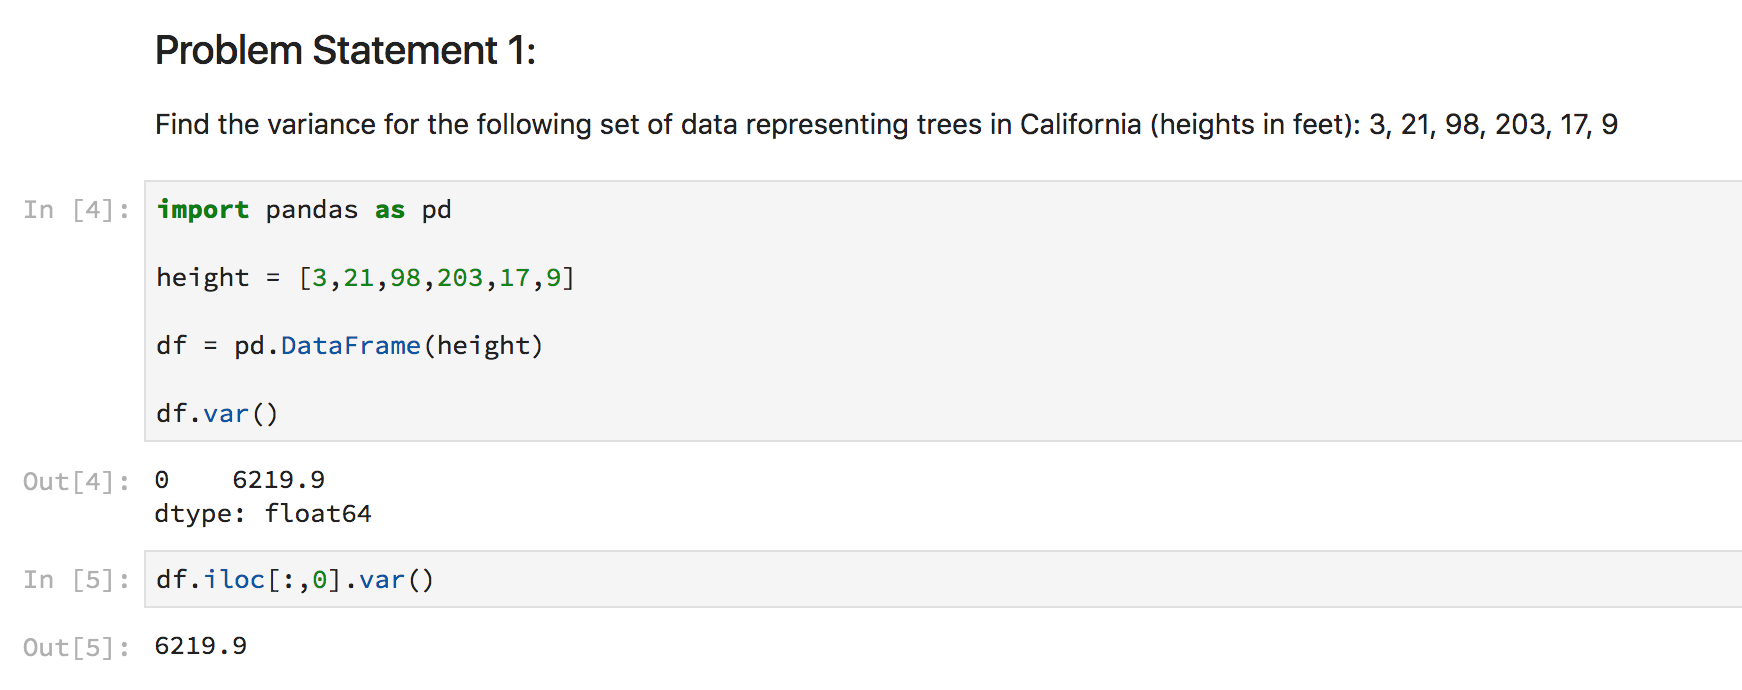 Problem Statement 1:
Find the variance for the following set of data representing trees in California (heights in feet): 3, 21, 98, 203, 17, 9
In [4]: import pandas as pd
height = [3,21,98,203,17,9]
df = pd.DataFrame(height)
df.var()
Out[4]: 0    6219.9
dtype: float64
In [5]: df.iloc[:,0].var()
Out[5]: 6219.9